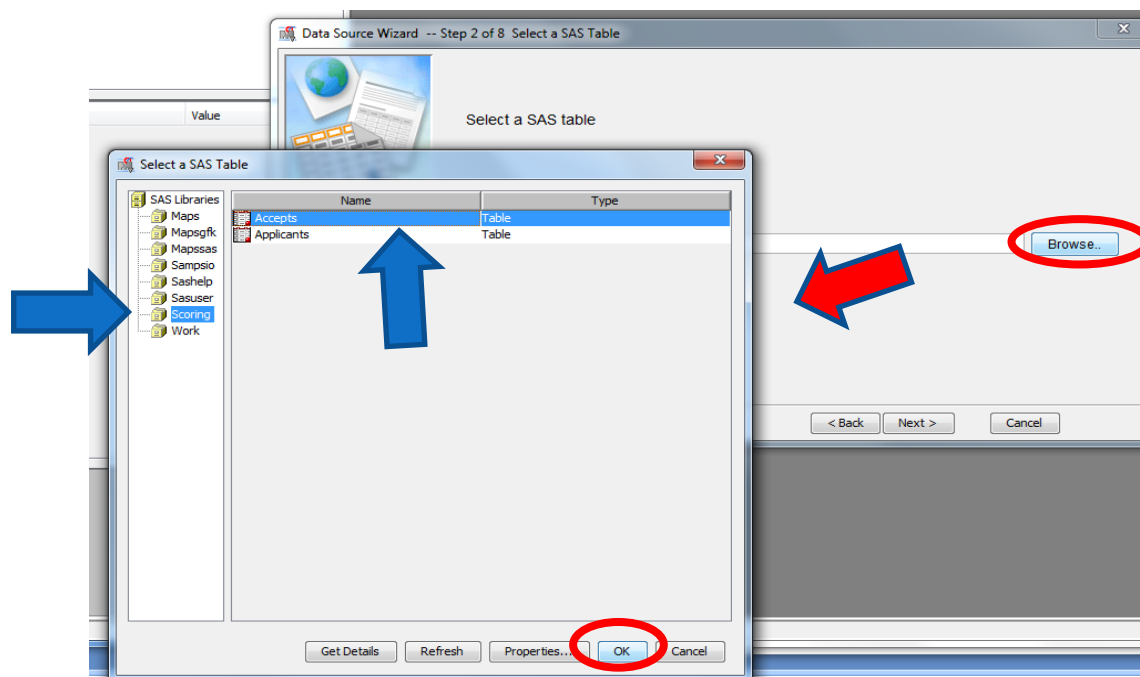 Data Source Wizard -- Step 2 of 8 Select a SAS Table
Value
Select a SAS table
Select a SAS Table
SAS Libraries
Maps
Mapsgfk
Mapssas
Sampsio
Sashelp
Sasuser
Scoring
Work
Name Type
Accepts Table
Applicants Table
Browse..
< Back Next > Cancel
Get Details Refresh Properties... OK Cancel